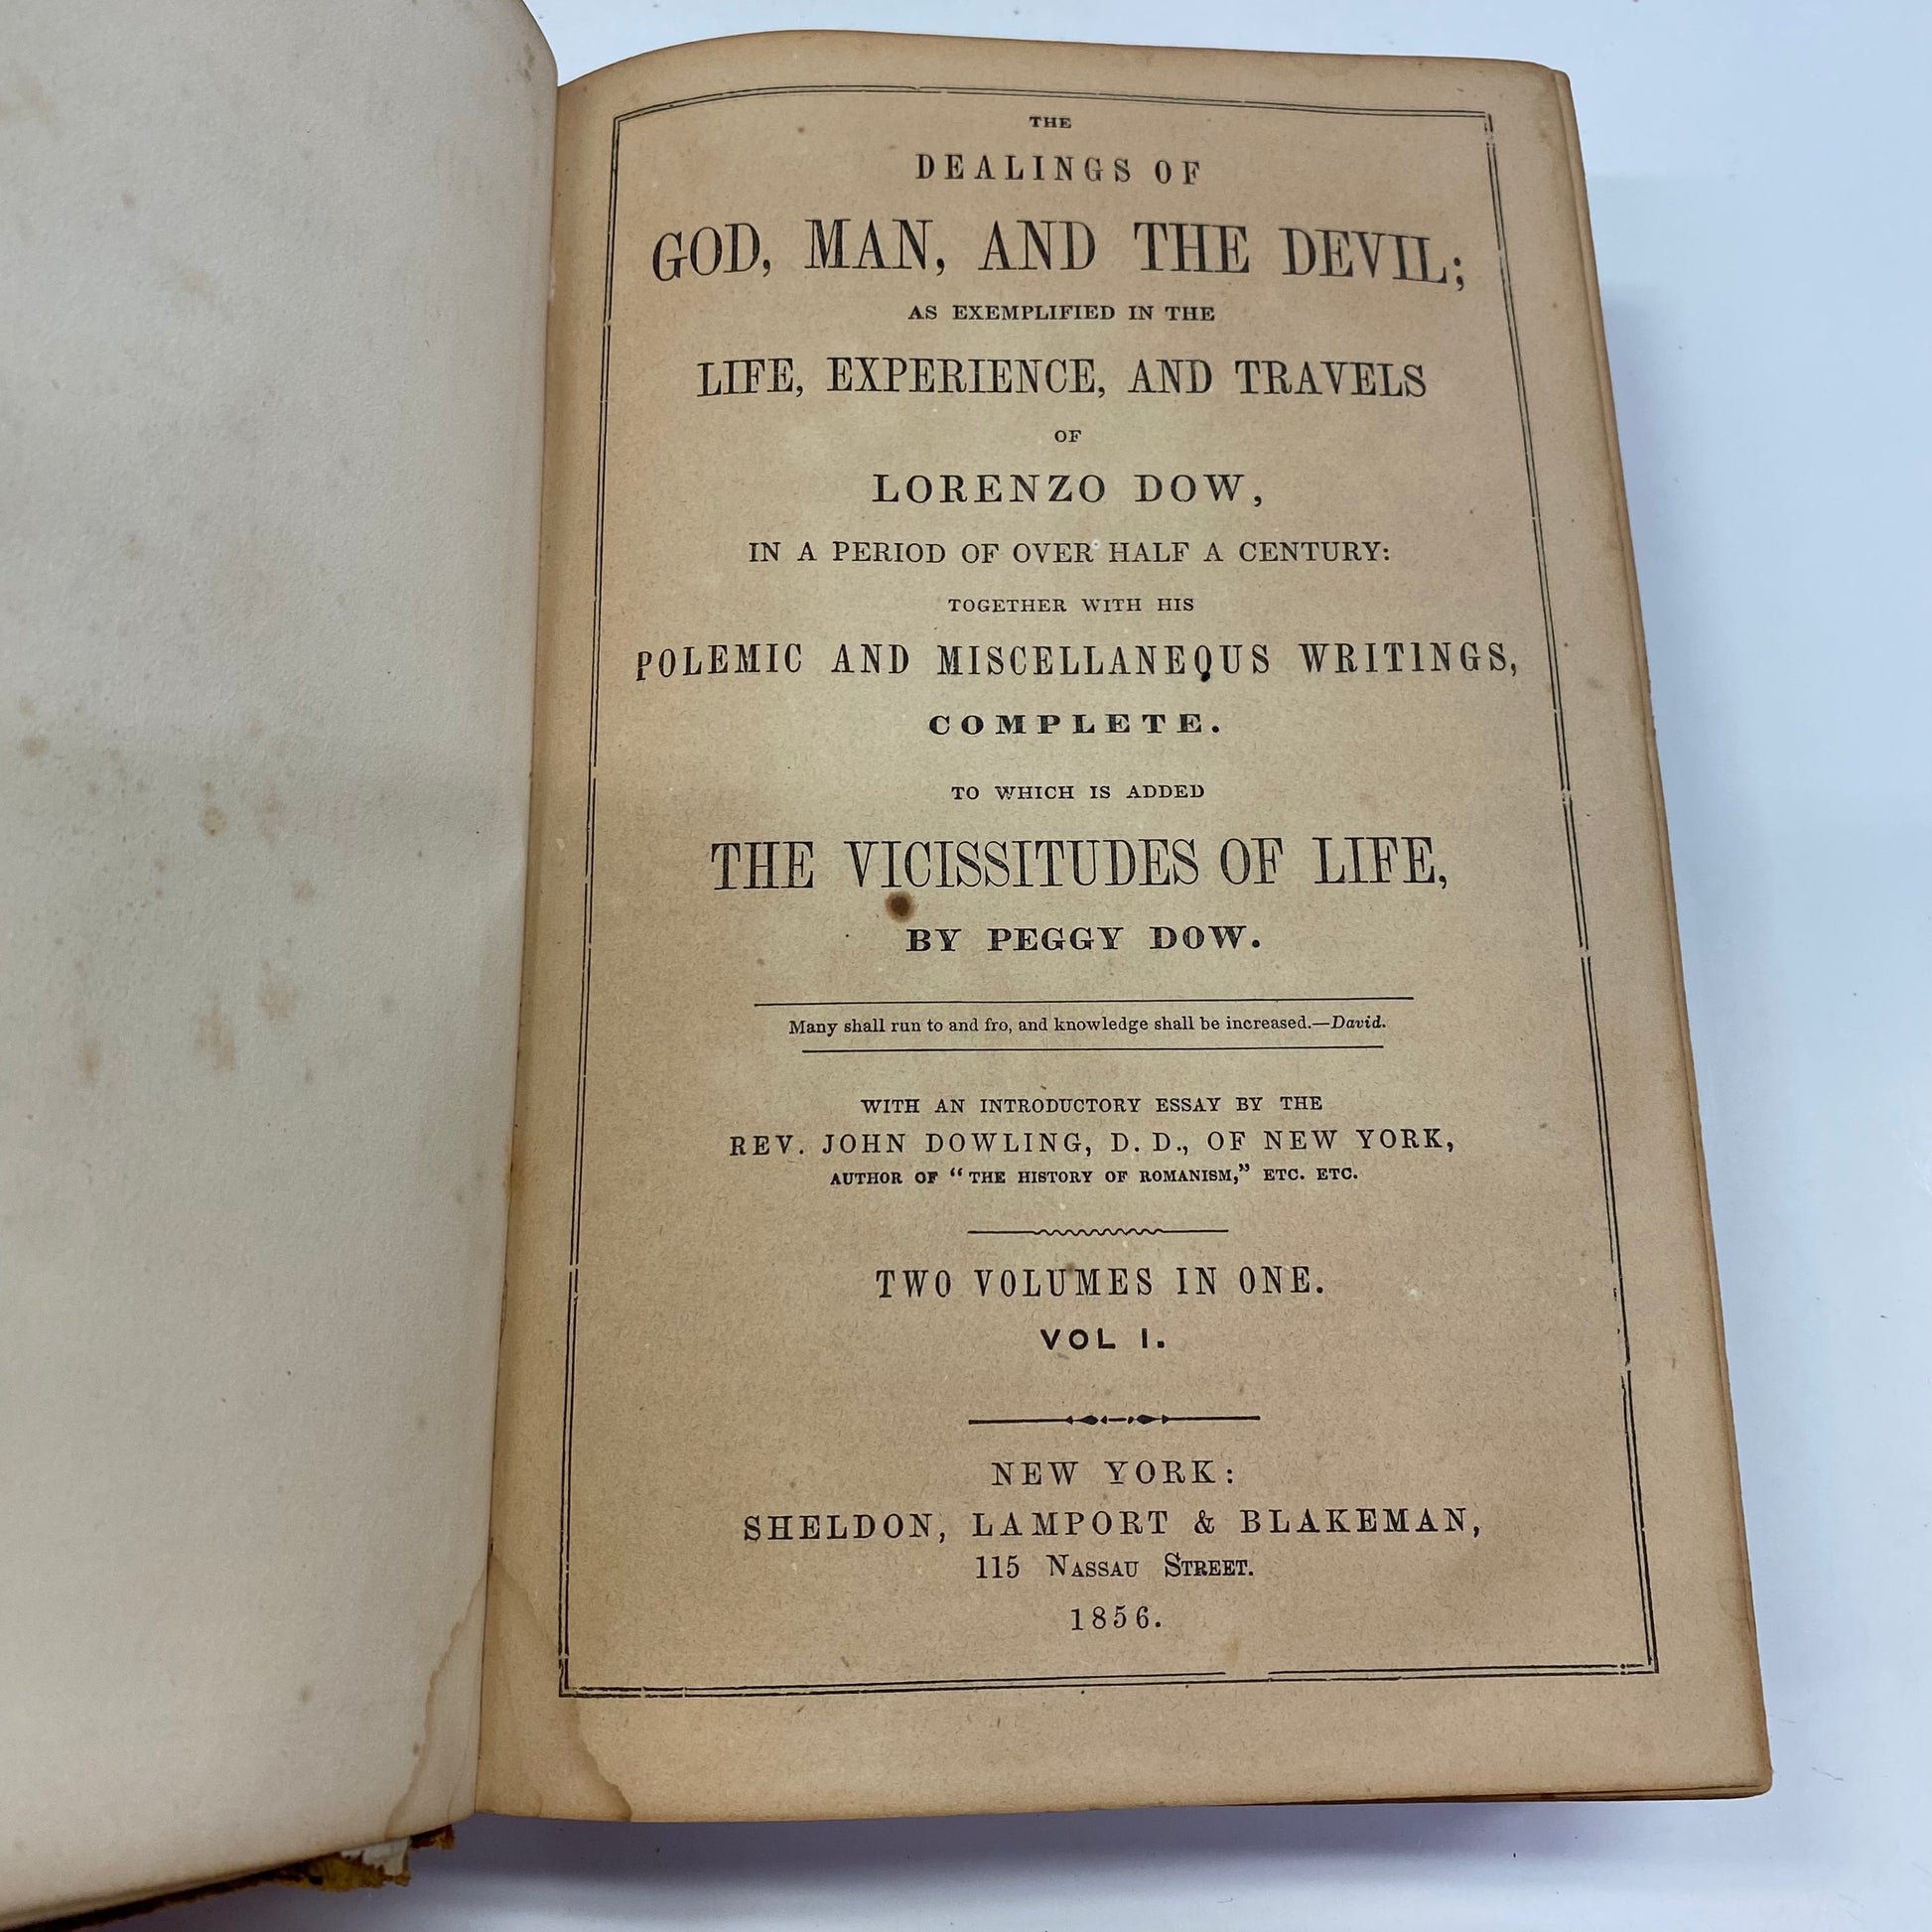 THE
DEALINGS OF
GOD, MAN, AND THE DEVIL;
AS EXEMPLIFIED IN THE
LIFE, EXPERIENCE, AND TRAVELS
OF
LORENZO DOW,
IN A PERIOD OF OVER HALF A CENTURY:
TOGETHER WITH HIS
POLEMIC AND MISCELLANEOUS WRITINGS,
COMPLETE.
TO WHICH IS ADDED
THE VICISSITUDES OF LIFE,
BY PEGGY DOW.
Many shall run to and fro, and knowledge shall be increased.—David.
WITH AN INTRODUCTORY ESSAY BY THE
REV. JOHN DOWLING, D. D., OF NEW YORK,
AUTHOR OF “THE HISTORY OF ROMANISM,” ETC. ETC.
TWO VOLUMES IN ONE.
VOL I.
NEW YORK:
SHELDON, LAMPORT & BLAKEMAN,
115 NASSAU STREET.
1856.